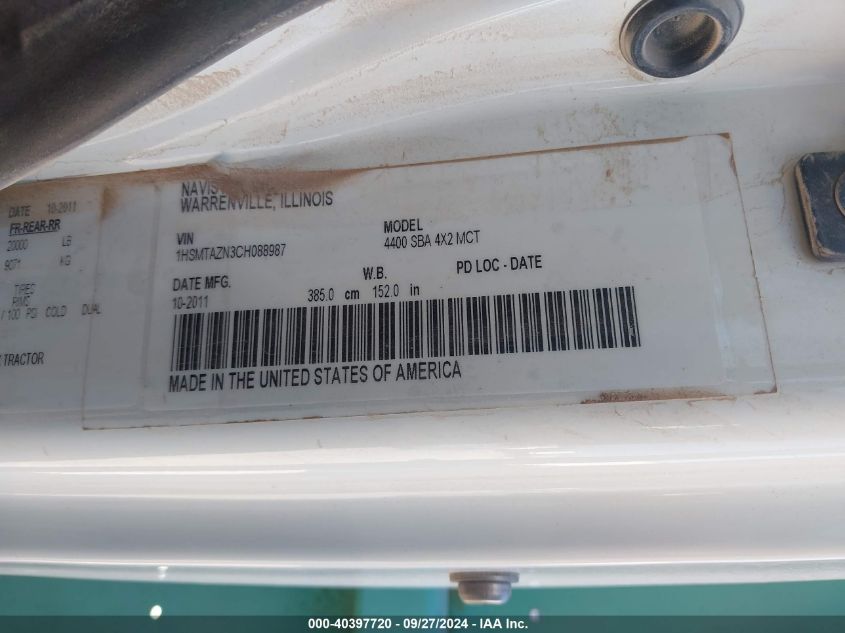 DATE 10-2011
FR-REAR-RR
20000 LB
9071 KG
TIRES
RIMC
/ 100 PSI COLD DUAL
TRACTOR
WARRENVILLE, ILLINOIS
VIN
1HSMTAZN3CH088987
MODEL
4400 SBA 4X2 MCT
DATE MFG.
10-2011
W.B.
385.0 cm 152.0 in
PD LOC - DATE
MADE IN THE UNITED STATES OF AMERICA
000-40397720 - 09/27/2024 - IAA Inc.